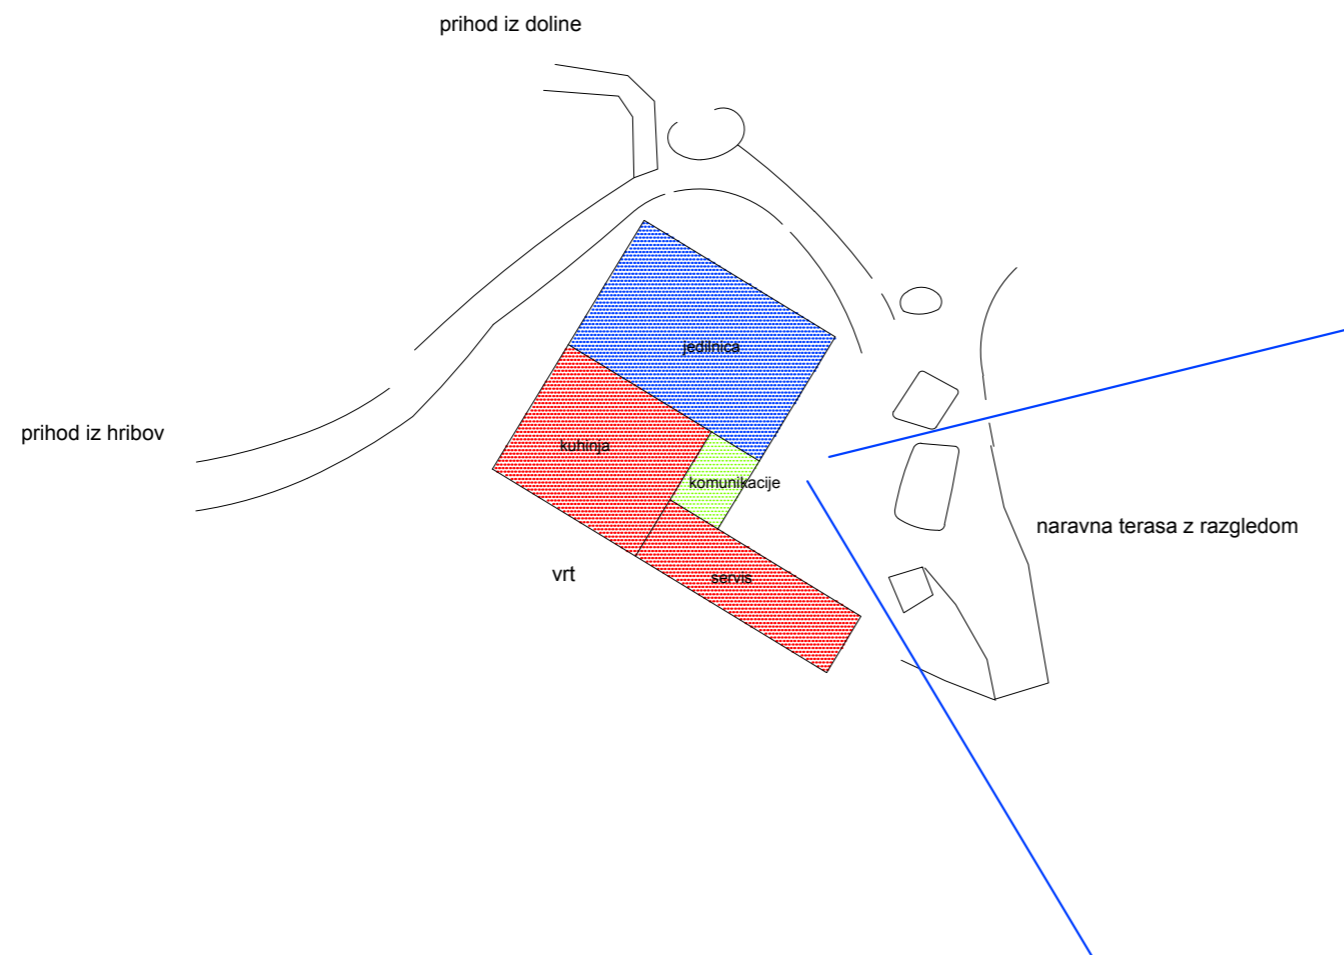 prihod iz doline
jedilnica
prihod iz hribov
kuhinja
komunikacije
naravna terasa z razgledom
vrt
servis